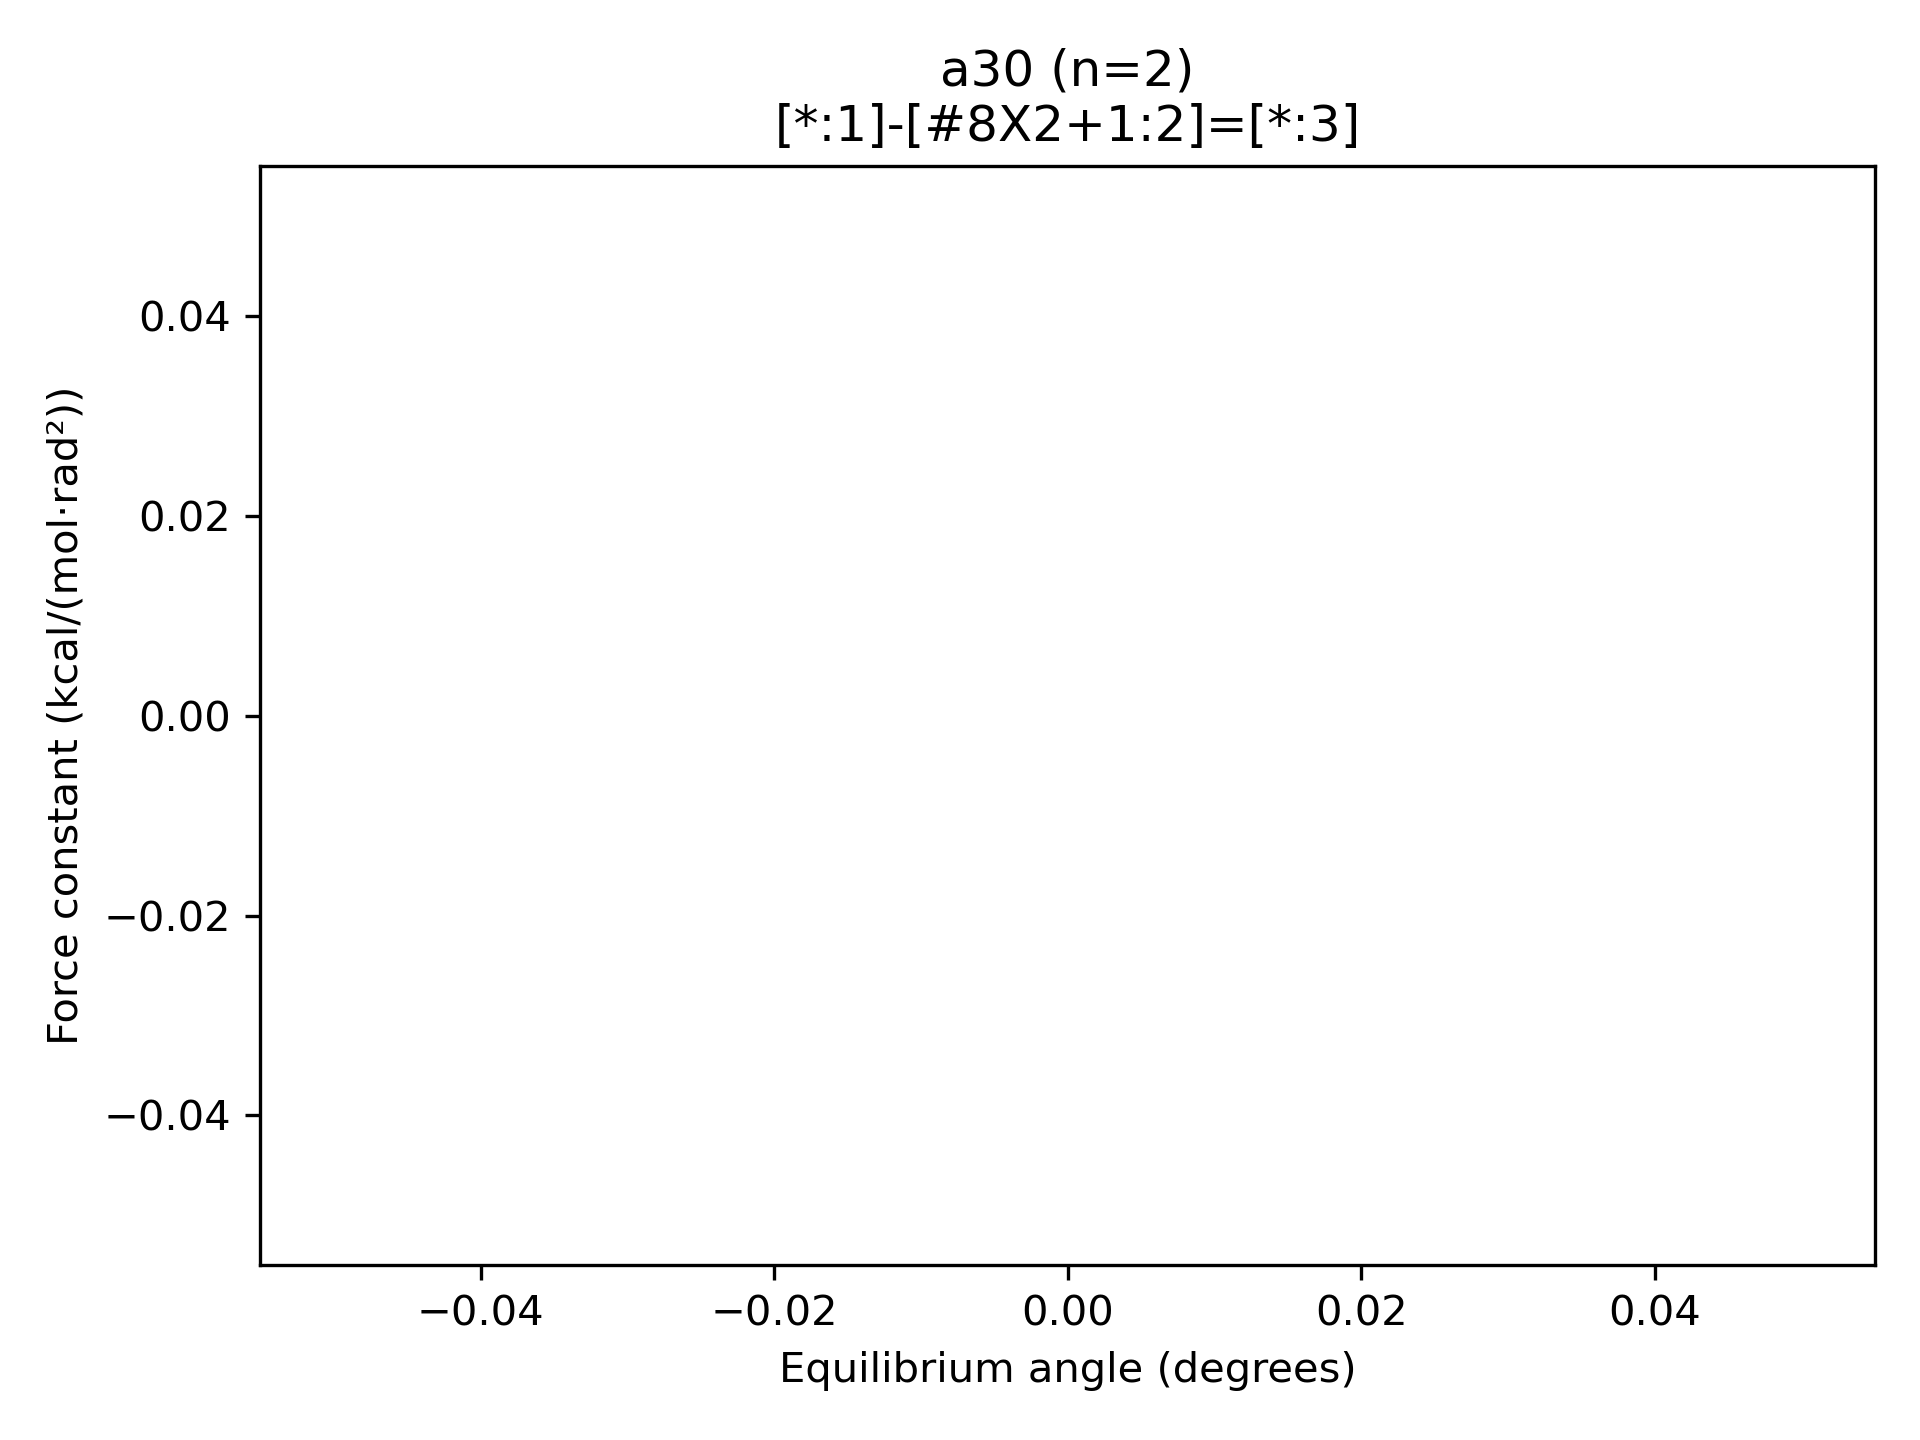 a30 (n=2)
[*:1]-[#8X2+1:2]=[*:3]
Force constant (kcal/(mol·rad²))
0.04
0.02
0.00
−0.02
−0.04
−0.04
−0.02
0.00
0.02
0.04
Equilibrium angle (degrees)